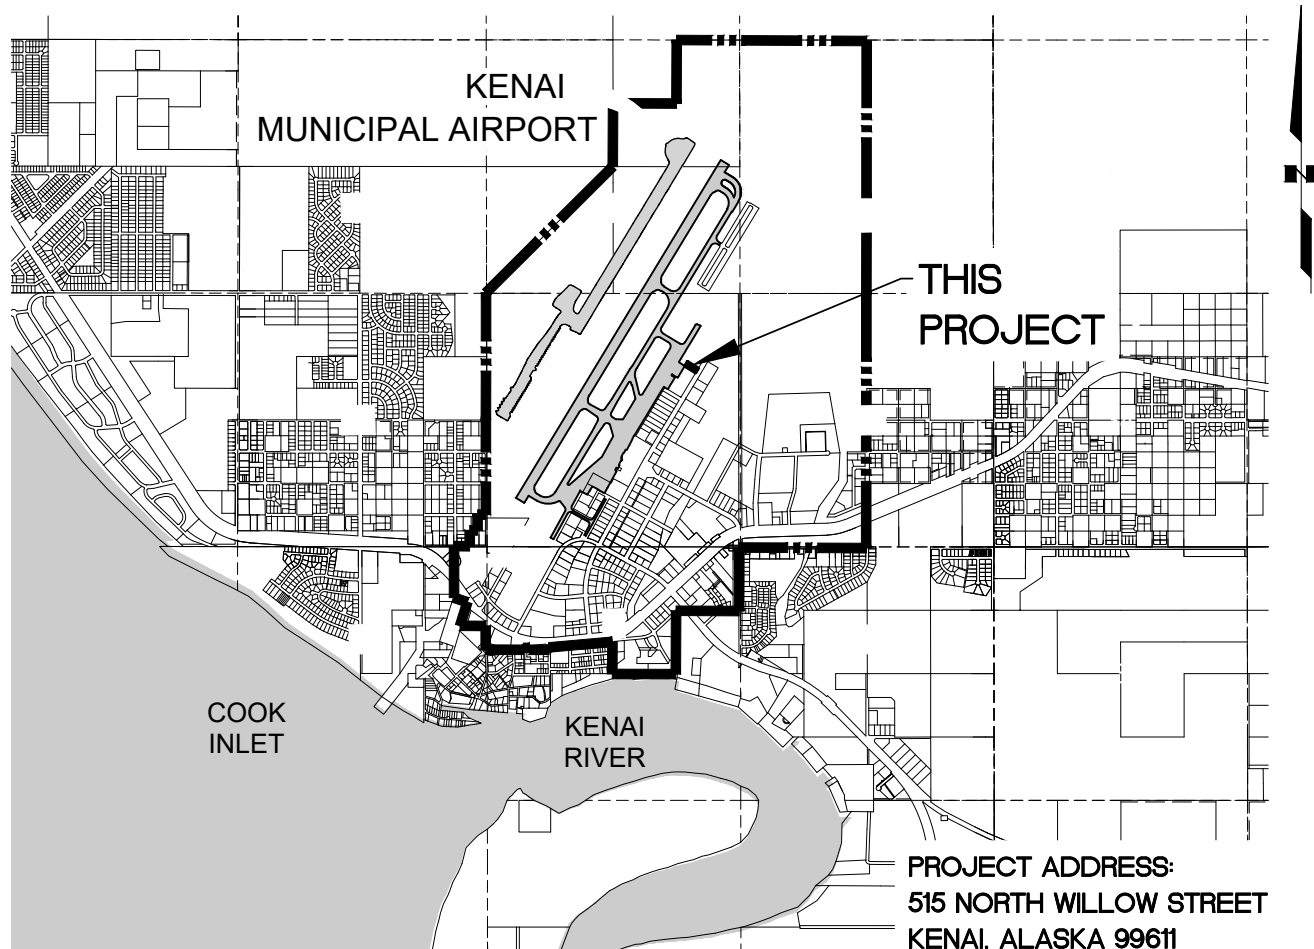 KENAI
MUNICIPAL AIRPORT
THIS
PROJECT
COOK
INLET
KENAI
RIVER
PROJECT ADDRESS:
515 NORTH WILLOW STREET
KENAI, ALASKA 99611